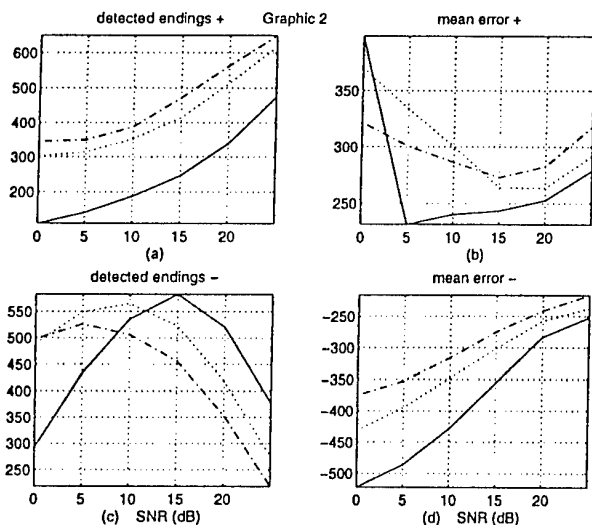 detected endings + Graphic 2 mean error +
600
500
400
300
200
0 5 10 15 20
(a)
350
300
250
0 5 10 15 20
(b)
detected endings – mean error –
550
500
450
400
350
300
250
0 5 10 15 20
(c) SNR (dB)
-250
-300
-350
-400
-450
-500
0 5 10 15 20
(d) SNR (dB)